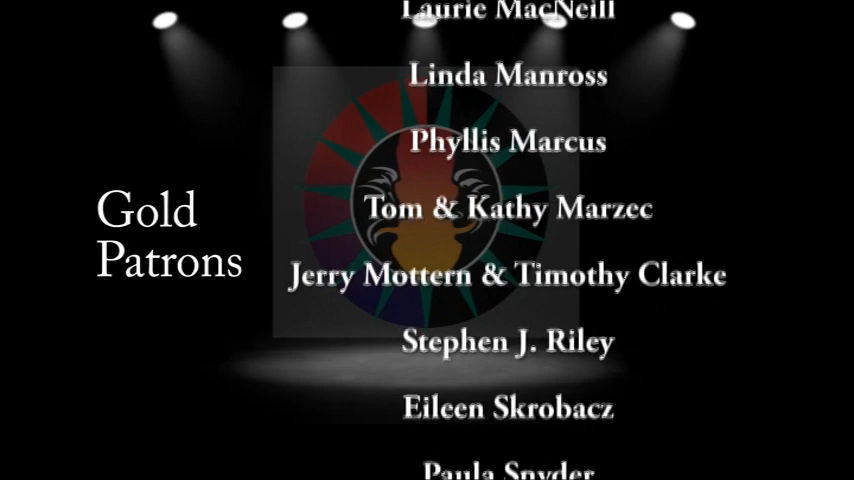 Laurie MacNeill
Linda Manross
Phyllis Marcus
Gold
Patrons
Tom & Kathy Marzec
Jerry Mottern & Timothy Clarke
Stephen J. Riley
Eileen Skrobacz
Paula Snyder